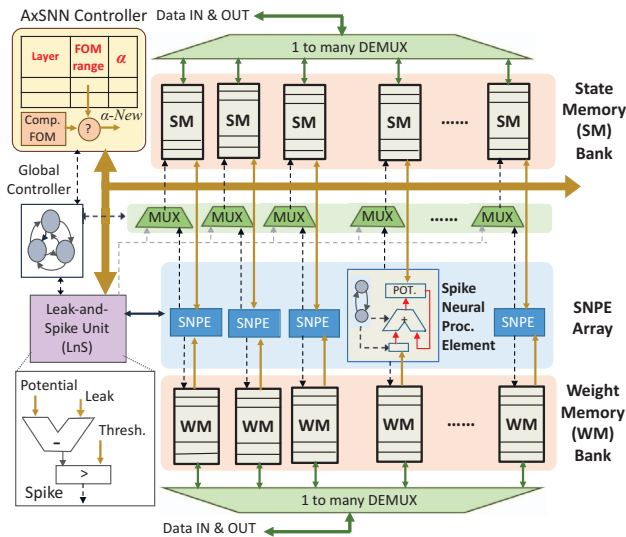 AxSNN Controller
Data IN & OUT
1 to many DEMUX
Layer
FOM
range
α
Comp.
FOM
?
α-New
SM
SM
SM
SM
......
SM
State
Memory
(SM)
Bank
Global
Controller
MUX
MUX
MUX
MUX
......
MUX
Leak-and-
Spike Unit
(LnS)
SNPE
SNPE
SNPE
POT.
+
Spike
Neural
Proc.
Element
SNPE
SNPE
Array
Potential
Leak
Thresh.
-
>
Spike
WM
WM
WM
WM
......
WM
Weight
Memory
(WM)
Bank
1 to many DEMUX
Data IN & OUT